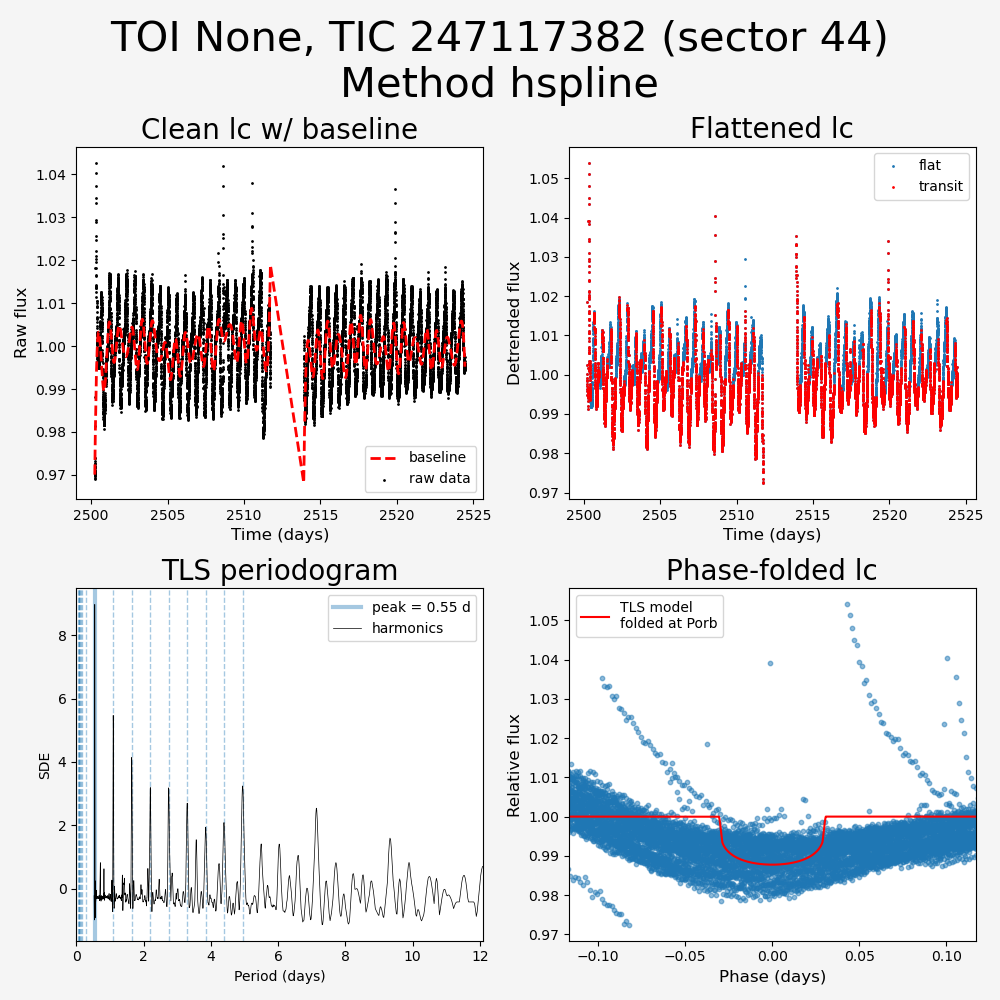 TOI None, TIC 247117382 (sector 44)
Method hspline
Clean lc w/ baseline
Raw flux
1.04
1.03
1.02
1.01
1.00
0.99
0.98
0.97
baseline
raw data
2500
2505
2510
2515
2520
2525
Time (days)
Flattened lc
Detrended flux
1.05
1.04
1.03
1.02
1.01
1.00
0.99
0.98
0.97
flat
transit
2500
2505
2510
2515
2520
2525
Time (days)
TLS periodogram
SDE
8
6
4
2
0
peak = 0.55 d
harmonics
0
2
4
6
8
10
12
Period (days)
Phase-folded lc
Relative flux
1.05
1.04
1.03
1.02
1.01
1.00
0.99
0.98
0.97
TLS model
folded at Porb
−0.10
−0.05
0.00
0.05
0.10
Phase (days)